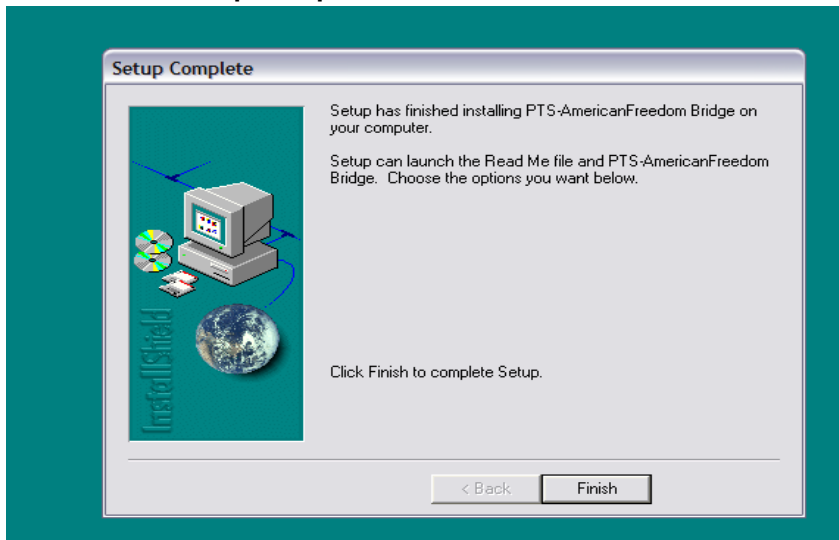 Setup Complete
Setup has finished installing PTS-AmericanFreedom Bridge on
your computer.
Setup can launch the Read Me file and PTS-AmericanFreedom
Bridge.  Choose the options you want below.
InstallShield
Click Finish to complete Setup.
< Back
Finish